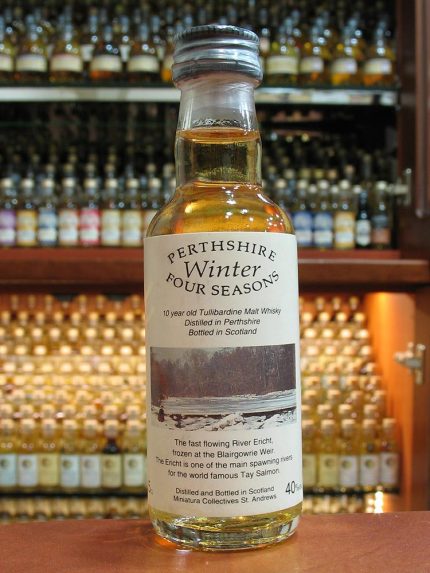 PERTHSHIRE
Winter
FOUR SEASONS
10 year old Tullibardine Malt Whisky
Distilled in Perthshire
Bottled in Scotland
The fast flowing River Ericht,
frozen at the Blairgowrie Weir.
The Ericht is one of the main spawning rivers
for the world famous Tay Salmon.
Distilled and Bottled in Scotland
Miniature Collectives St. Andrews
40%